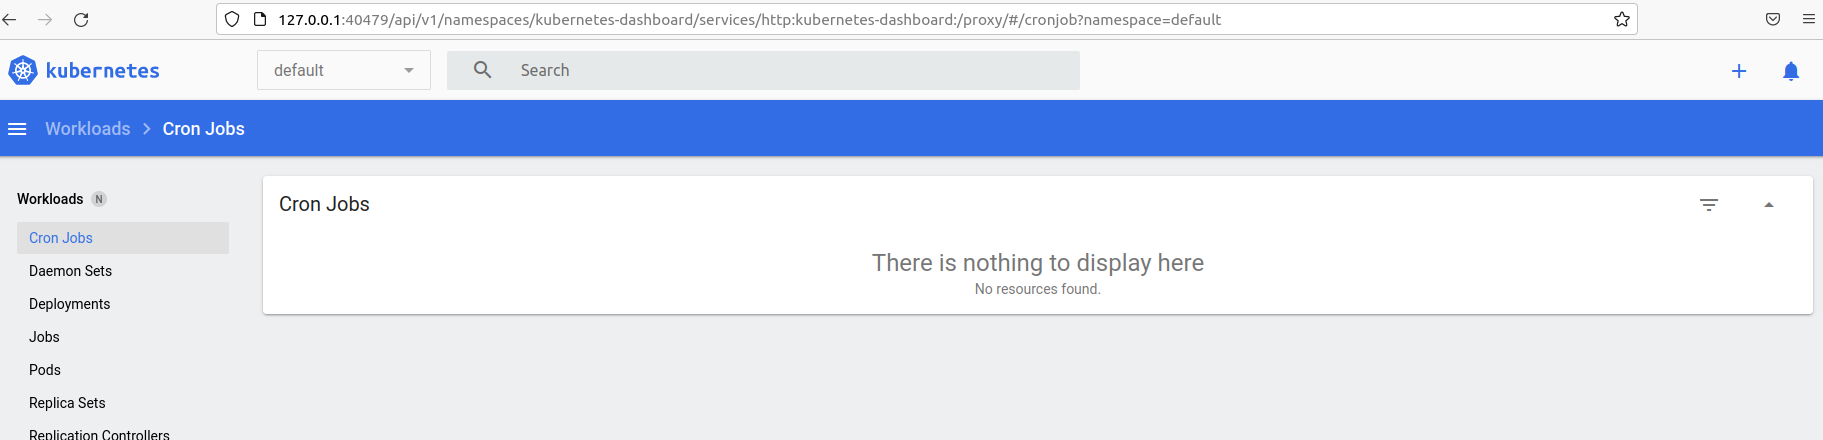 127.0.0.1:40479/api/v1/namespaces/kubernetes-dashboard/services/http:kubernetes-dashboard:/proxy/#/cronjob?namespace=default
kubernetes
default
Search
Workloads
Cron Jobs
Workloads N
Cron Jobs
Daemon Sets
Deployments
Jobs
Pods
Replica Sets
Replication Controllers
Cron Jobs
There is nothing to display here
No resources found.